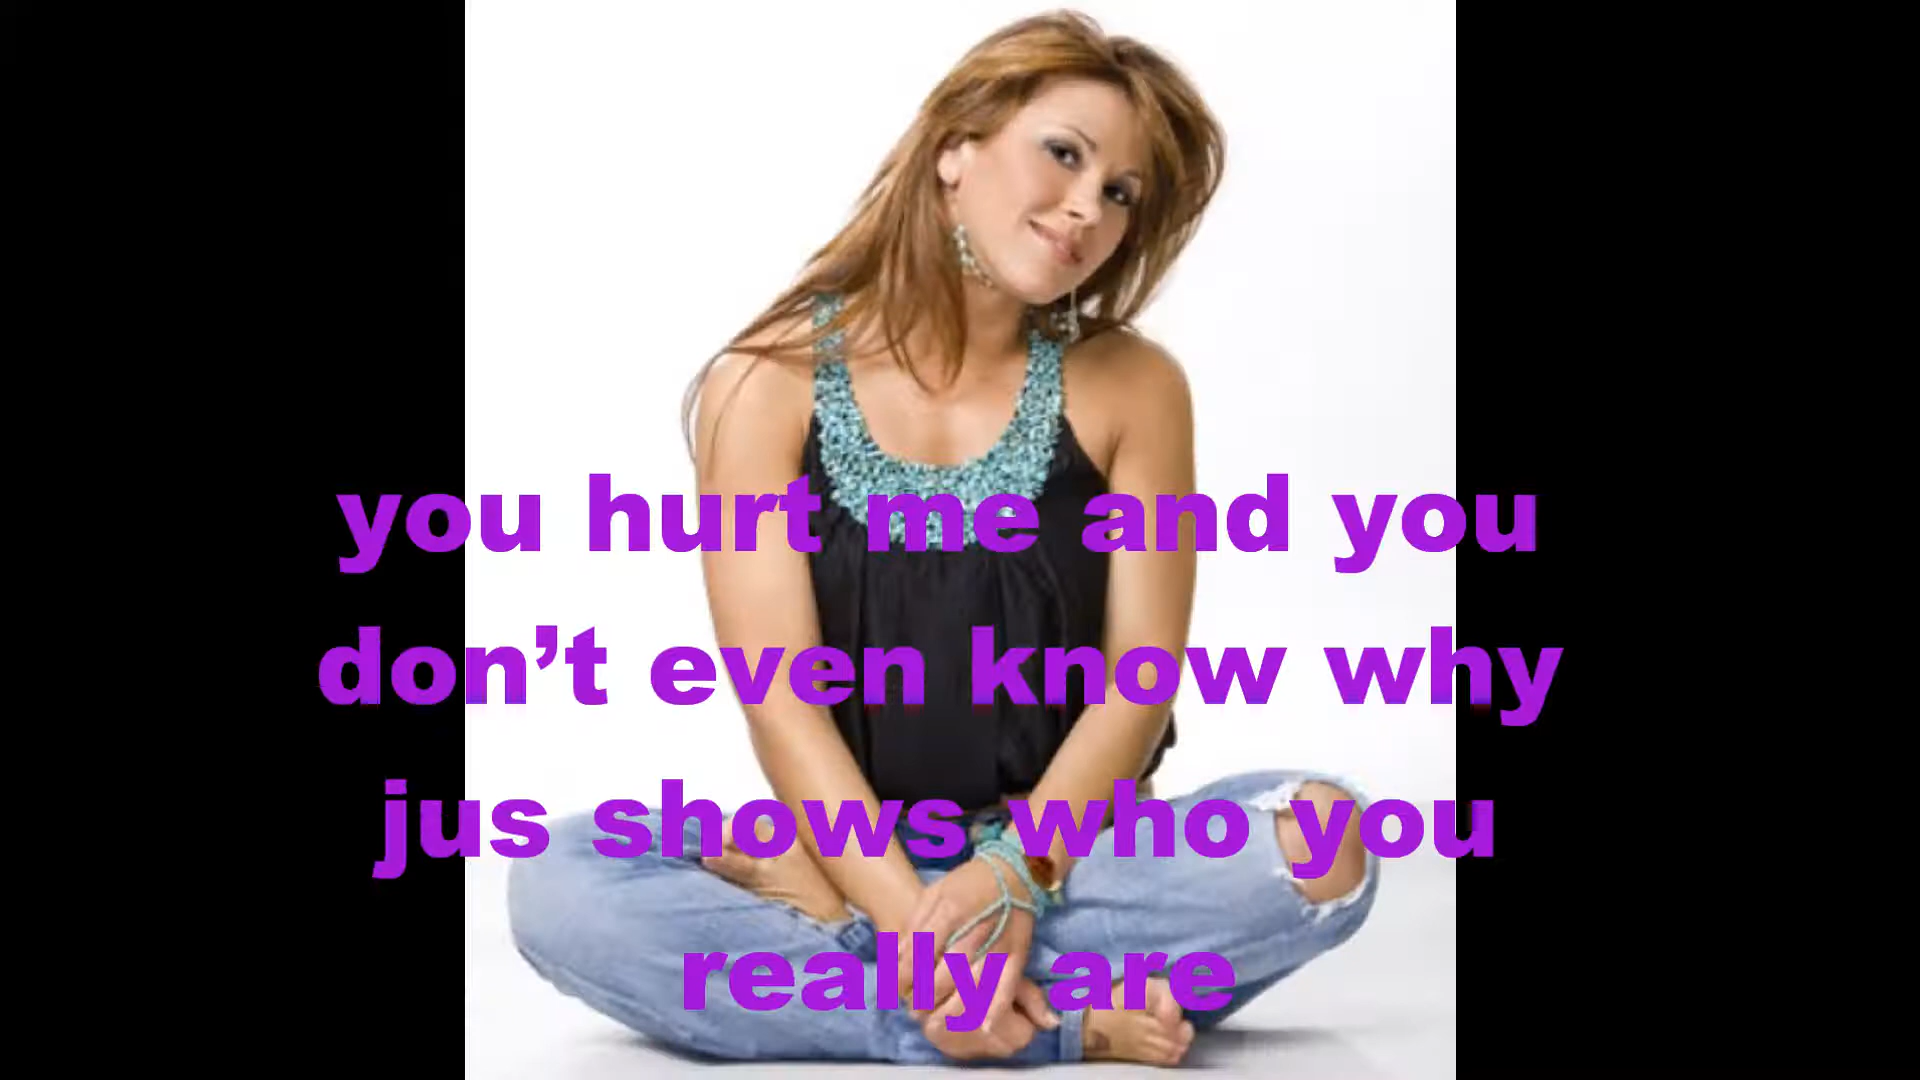 you hurt me and you
don’t even know why
jus shows who you
really are